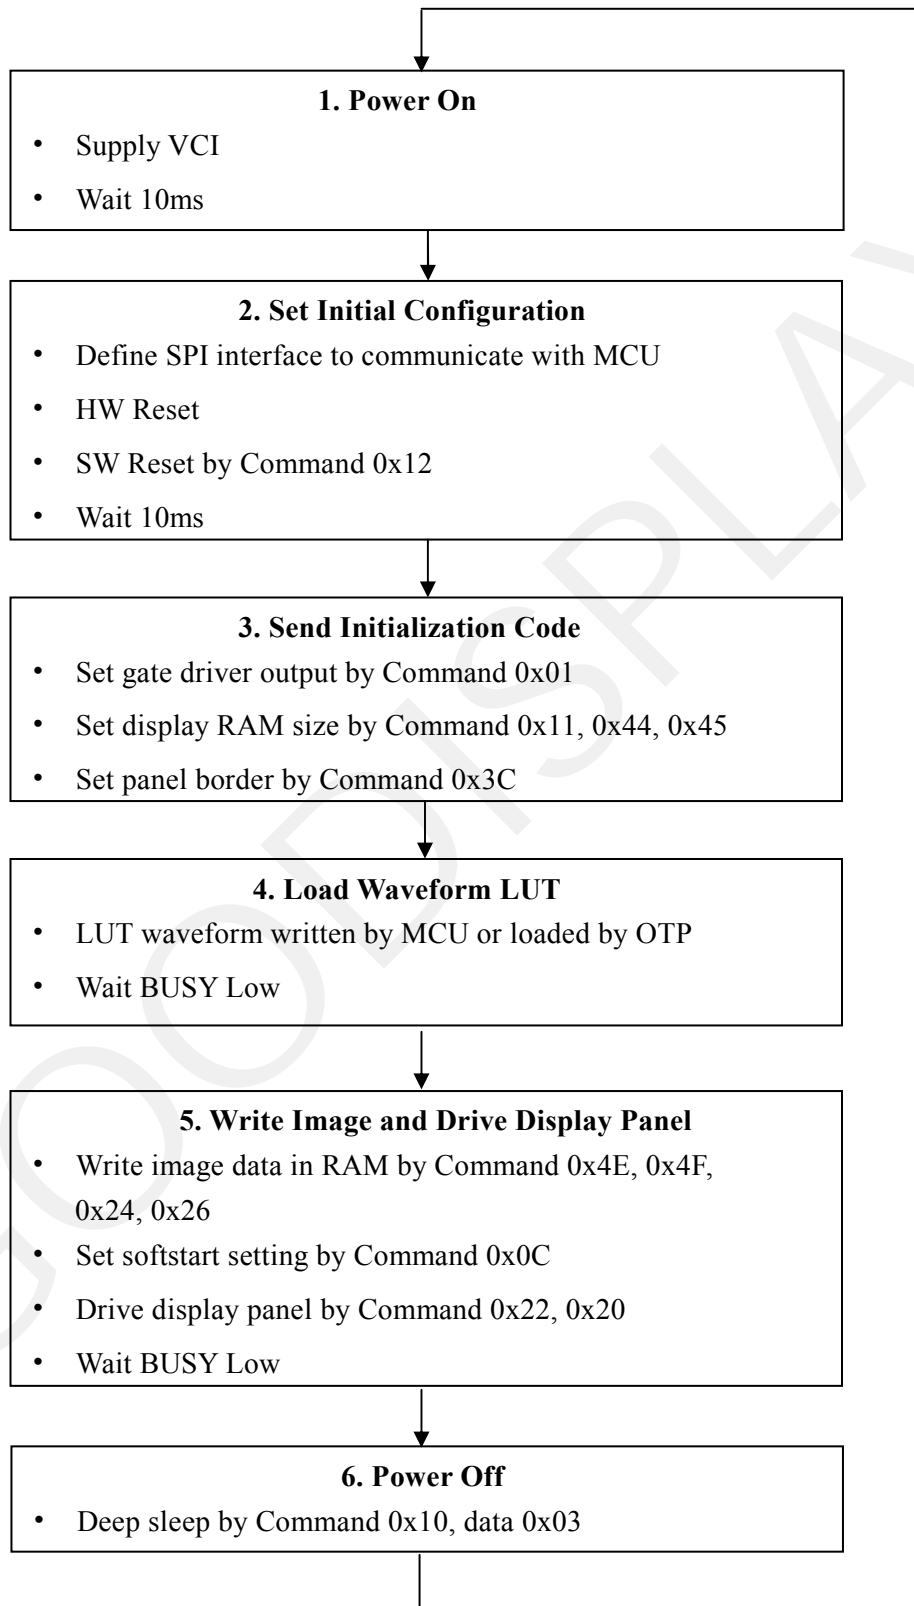 1. Power On
• Supply VCI
• Wait 10ms
2. Set Initial Configuration
• Define SPI interface to communicate with MCU
• HW Reset
• SW Reset by Command 0x12
• Wait 10ms
3. Send Initialization Code
• Set gate driver output by Command 0x01
• Set display RAM size by Command 0x11, 0x44, 0x45
• Set panel border by Command 0x3C
4. Load Waveform LUT
• LUT waveform written by MCU or loaded by OTP
• Wait BUSY Low
5. Write Image and Drive Display Panel
• Write image data in RAM by Command 0x4E, 0x4F,
0x24, 0x26
• Set softstart setting by Command 0x0C
• Drive display panel by Command 0x22, 0x20
• Wait BUSY Low
6. Power Off
• Deep sleep by Command 0x10, data 0x03
GOODISPLAY